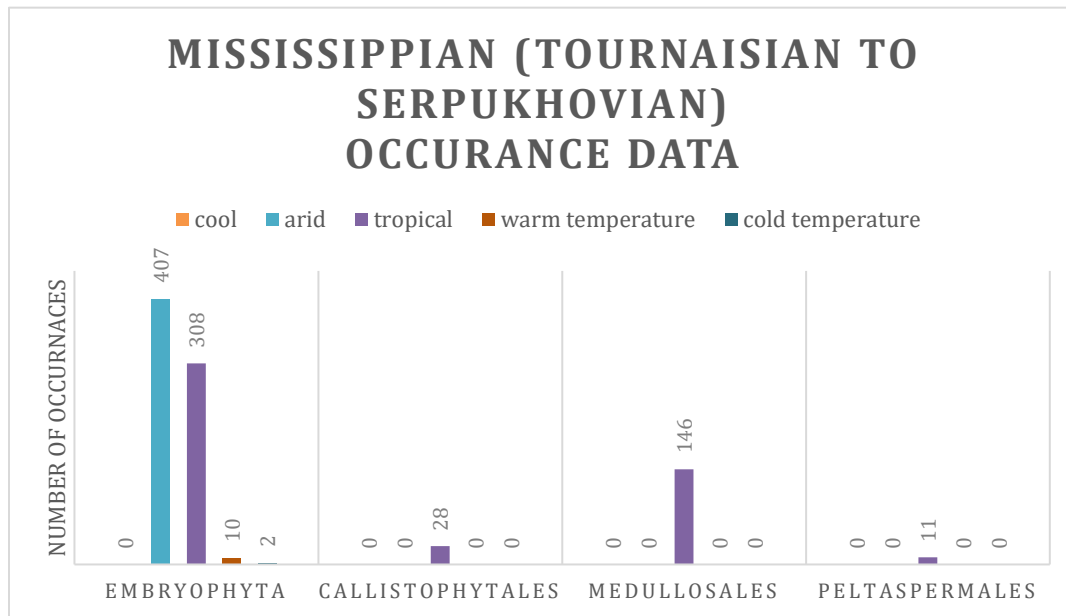 MISSISSIPPIAN (TOURNAISIAN TO
SERPUKHOVIAN)
OCCURANCE DATA
cool arid tropical warm temperature cold temperature
NUMBER OF OCCURNACES
0 407 308 10 2 0 0 28 0 0 0 0 146 0 0 0 0 11 0 0
EMBRYOPHYTA CALLISTOPHYTALES MEDULLOSALES PELTASPERMALES